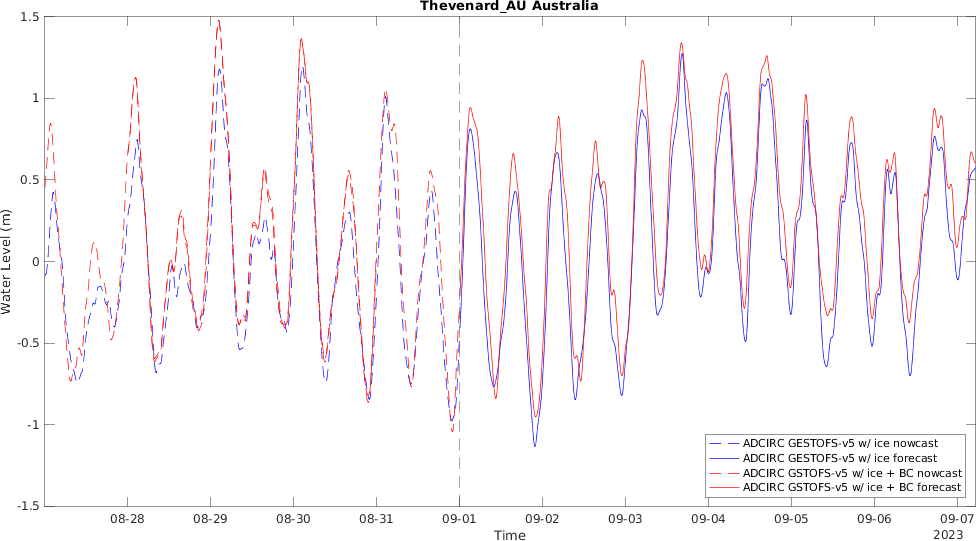 Thevenard_AU Australia
1.5
1
0.5
0
-0.5
-1
-1.5
Water Level (m)
08-28 08-29 08-30 08-31 09-01 09-02 09-03 09-04 09-05 09-06 09-07
Time
2023
ADCIRC GESTOFS-v5 w/ ice nowcast
ADCIRC GESTOFS-v5 w/ ice forecast
ADCIRC GSTOFS-v5 w/ ice + BC nowcast
ADCIRC GSTOFS-v5 w/ ice + BC forecast